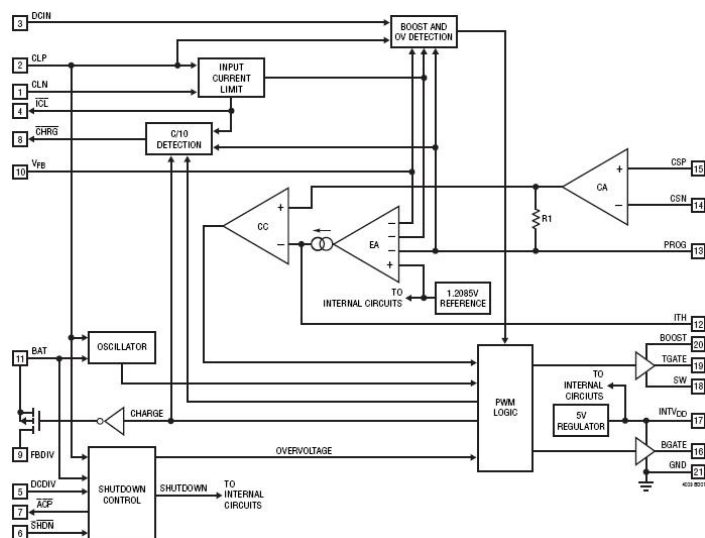 3 DCIN
BOOST AND
OV DETECTION
2 CLP
1 CLN
INPUT
CURRENT
LIMIT
4 ICL
8 CHRG
C/10
DETECTION
10 VFB
CSP 15
CA
+
−
CSN 14
R1
PROG 13
CC
+
−
EA
−
−
−
+
TO
INTERNAL CIRCUITS
1.2085V
REFERENCE
ITH 12
BOOST 20
TGATE 19
SW 18
11 BAT
OSCILLATOR
PWM
LOGIC
TO
INTERNAL
CIRCIUTS
5V
REGULATOR
INTVDD 17
CHARGE
9 FBDIV
OVERVOLTAGE
BGATE 16
GND 21
5 DCDIV
SHUTDOWN
CONTROL
SHUTDOWN
TO
INTERNAL
CIRCUITS
7 ACP
6 SHDN